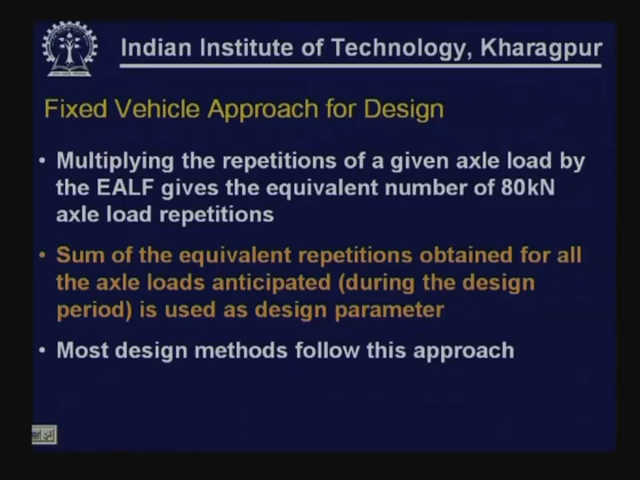 Indian Institute of Technology, Kharagpur
Fixed Vehicle Approach for Design
• Multiplying the repetitions of a given axle load by
the EALF gives the equivalent number of 80kN
axle load repetitions
• Sum of the equivalent repetitions obtained for all
the axle loads anticipated (during the design
period) is used as design parameter
• Most design methods follow this approach